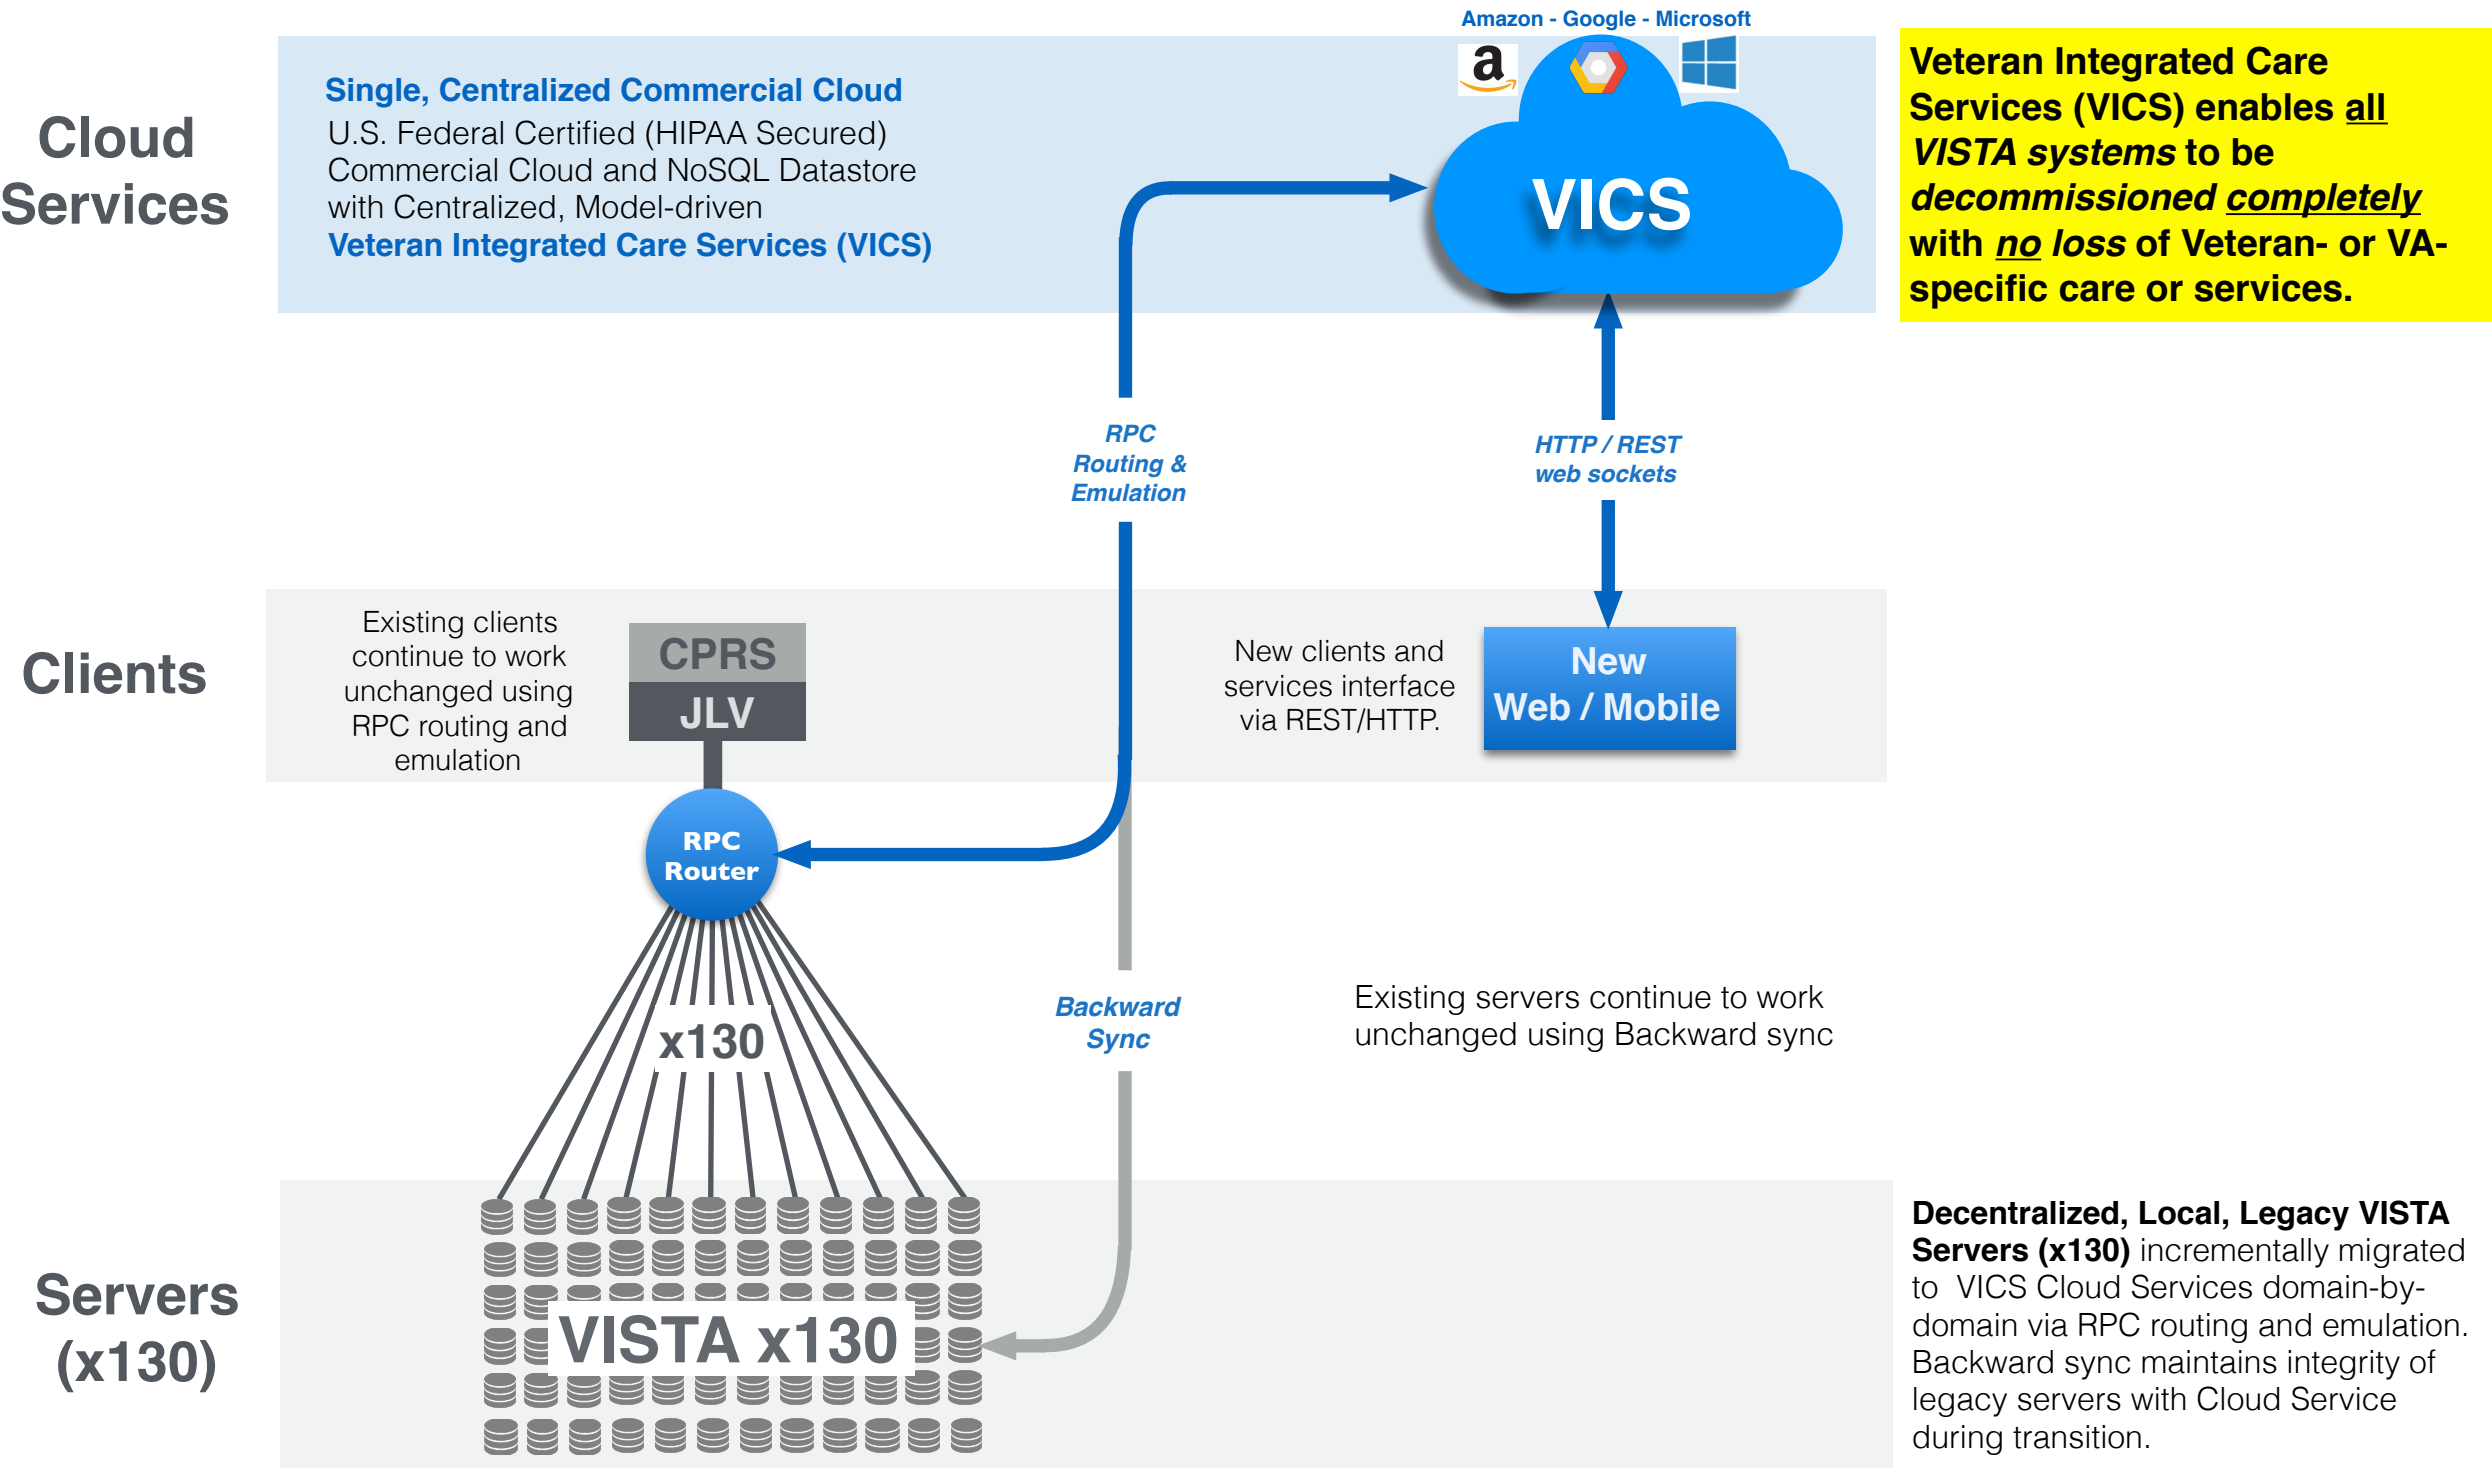 Amazon - Google - Microsoft
a
Cloud
Services
Single, Centralized Commercial Cloud
U.S. Federal Certified (HIPAA Secured)
Commercial Cloud and NoSQL Datastore
with Centralized, Model-driven
Veteran Integrated Care Services (VICS)
VICS
Veteran Integrated Care
Services (VICS) enables all
VISTA systems to be
decommissioned completely
with no loss of Veteran- or VA-
specific care or services.
RPC
Routing &
Emulation
HTTP / REST
web sockets
Clients
Existing clients
continue to work
unchanged using
RPC routing and
emulation
CPRS
JLV
New clients and
services interface
via REST/HTTP.
New
Web / Mobile
RPC
Router
x130
Backward
Sync
Existing servers continue to work
unchanged using Backward sync
Servers
(x130)
VISTA x130
Decentralized, Local, Legacy VISTA
Servers (x130) incrementally migrated
to VICS Cloud Services domain-by-
domain via RPC routing and emulation.
Backward sync maintains integrity of
legacy servers with Cloud Service
during transition.